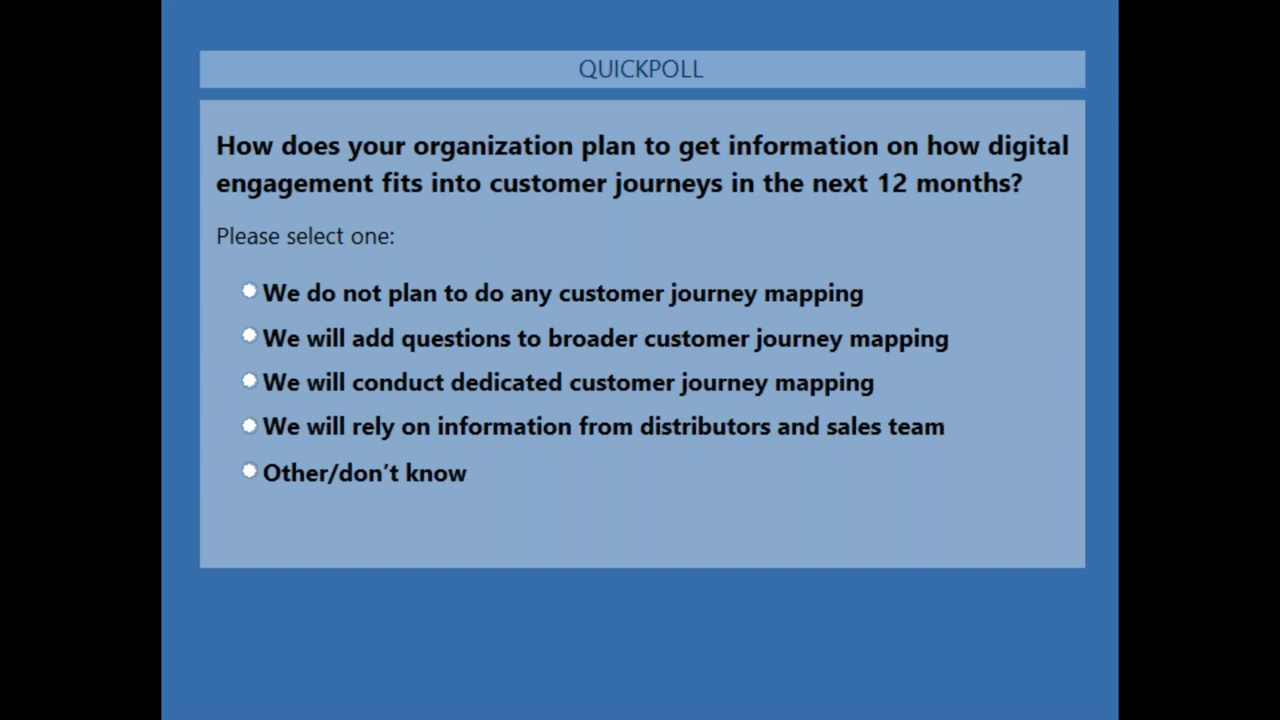 QUICKPOLL
How does your organization plan to get information on how digital
engagement fits into customer journeys in the next 12 months?
Please select one:
We do not plan to do any customer journey mapping
We will add questions to broader customer journey mapping
We will conduct dedicated customer journey mapping
We will rely on information from distributors and sales team
Other/don’t know